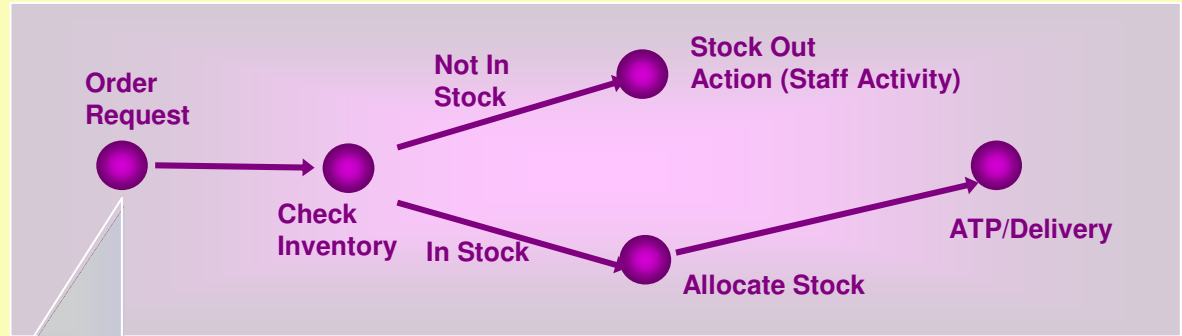 Order
Request
Not In
Stock
Stock Out
Action (Staff Activity)
Check
Inventory
In Stock
Allocate Stock
ATP/Delivery